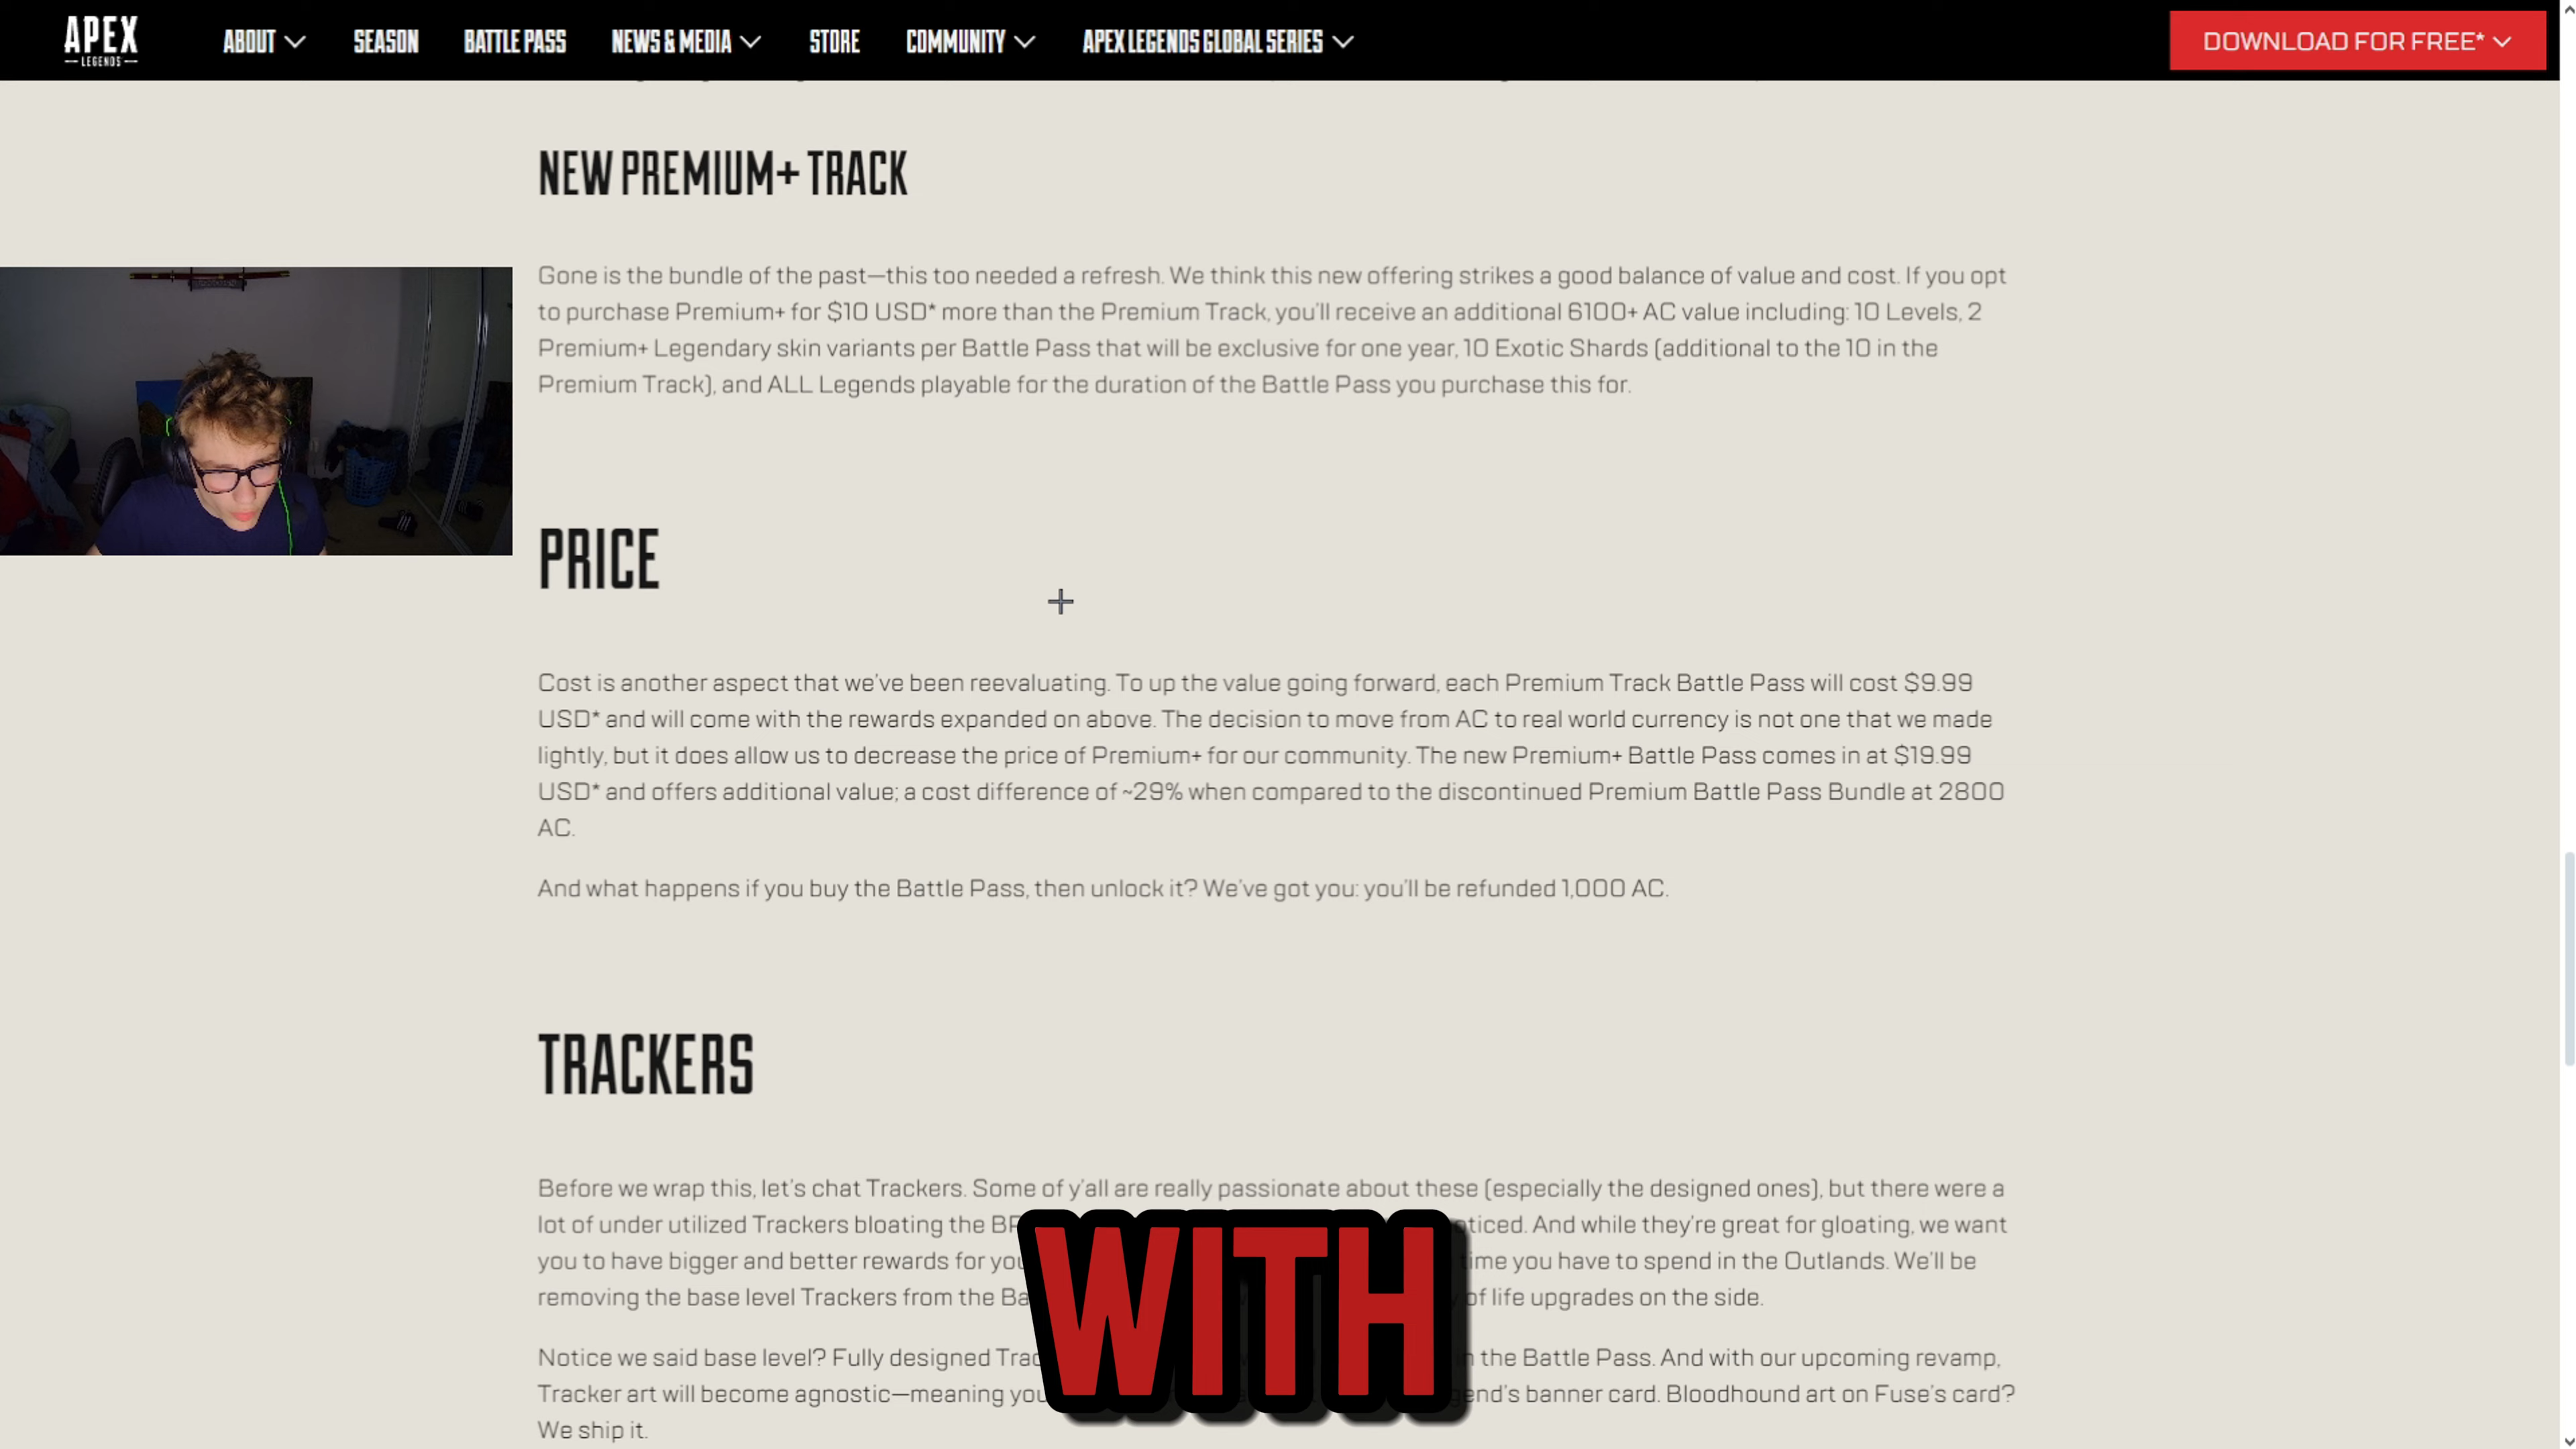 APEX
LEGENDS
ABOUT
SEASON
BATTLE PASS
NEWS & MEDIA
STORE
COMMUNITY
APEX LEGENDS GLOBAL SERIES
DOWNLOAD FOR FREE*
NEW PREMIUM+ TRACK
Gone is the bundle of the past—this too needed a refresh. We think this new offering strikes a good balance of value and cost. If you opt
to purchase Premium+ for $10 USD* more than the Premium Track, you'll receive an additional 6100+ AC value including: 10 Levels, 2
Premium+ Legendary skin variants per Battle Pass that will be exclusive for one year, 10 Exotic Shards (additional to the 10 in the
Premium Track), and ALL Legends playable for the duration of the Battle Pass you purchase this for.
PRICE
Cost is another aspect that we've been reevaluating. To up the value going forward, each Premium Track Battle Pass will cost $9.99
USD* and will come with the rewards expanded on above. The decision to move from AC to real world currency is not one that we made
lightly, but it does allow us to decrease the price of Premium+ for our community. The new Premium+ Battle Pass comes in at $19.99
USD* and offers additional value; a cost difference of ~29% when compared to the discontinued Premium Battle Pass Bundle at 2800
AC.
And what happens if you buy the Battle Pass, then unlock it? We've got you: you'll be refunded 1,000 AC.
TRACKERS
Before we wrap this, let's chat Trackers. Some of y'all are really passionate about these (especially the designed ones), but there were a
lot of under utilized Trackers bloating the And while they're great for gloating, we want
you to have bigger and better rewards for time you have to spend in the Outlands. We'll be
removing the base level Trackers from the of life upgrades on the side.
WITH
Notice we said base level? Fully designed the Battle Pass. And with our upcoming revamp,
Tracker art will become agnostic—meaning banner card. Bloodhound art on Fuse's card?
We ship it.